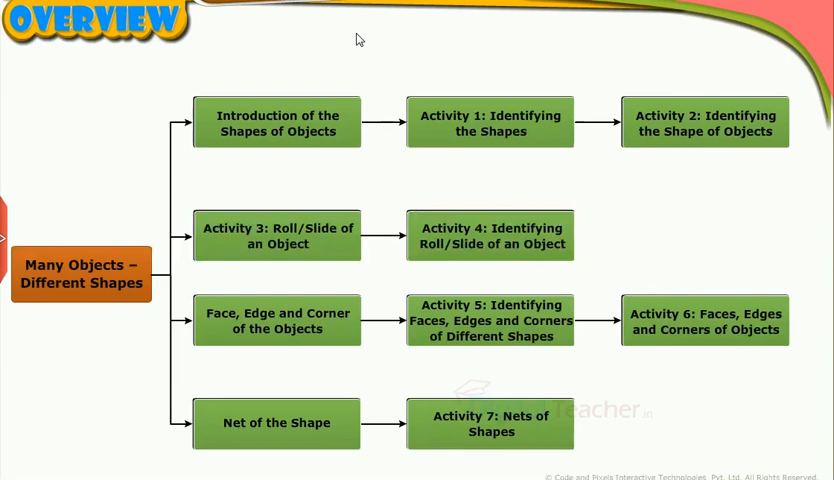 OVERVIEW
Introduction of the
Shapes of Objects
Activity 1: Identifying
the Shapes
Activity 2: Identifying
the Shape of Objects
Activity 3: Roll/Slide of
an Object
Activity 4: Identifying
Roll/Slide of an Object
Many Objects –
Different Shapes
Face, Edge and Corner
of the Objects
Activity 5: Identifying
Faces, Edges and Corners
of Different Shapes
Activity 6: Faces, Edges
and Corners of Objects
Net of the Shape
Activity 7: Nets of
Shapes
Teacher.in
© Code and Pixels Interactive Technologies, Pvt. Ltd. All Rights Reserved.